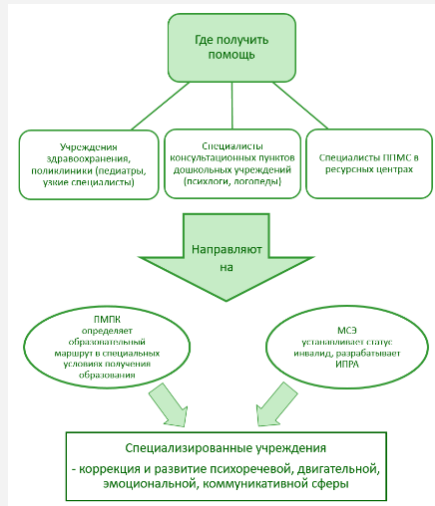 Где получить
помощь
Учреждения
здравоохранения,
поликлиники (педиатры,
узкие специалисты)
Специалисты
консультационных пунктов
дошкольных учреждений
(психлоги, логопеды)
Специалисты ППМС в
ресурсных центрах
Направляют
на
ПМПК
определяет
образовательный
маршрут в специальных
условиях получения
образования
МСЭ
устанавливает статус
инвалид, разрабатывает
ИПРА
Специализированные учреждения
- коррекция и развитие психоречевой, двигательной,
эмоциональной, коммуникативной сферы